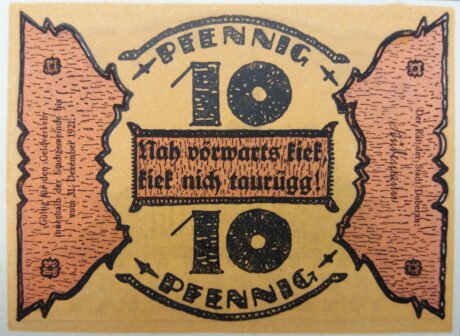 PFENNIG
10
Nah vörwarts kiek,
kiek nich taurügg!
10
PFENNIG
Gültig für den Geldverkehr
innerhalb der Stadtgemeinde bis
zum 31. Dezember 1921.
Der Rat der Stadt Doberan: